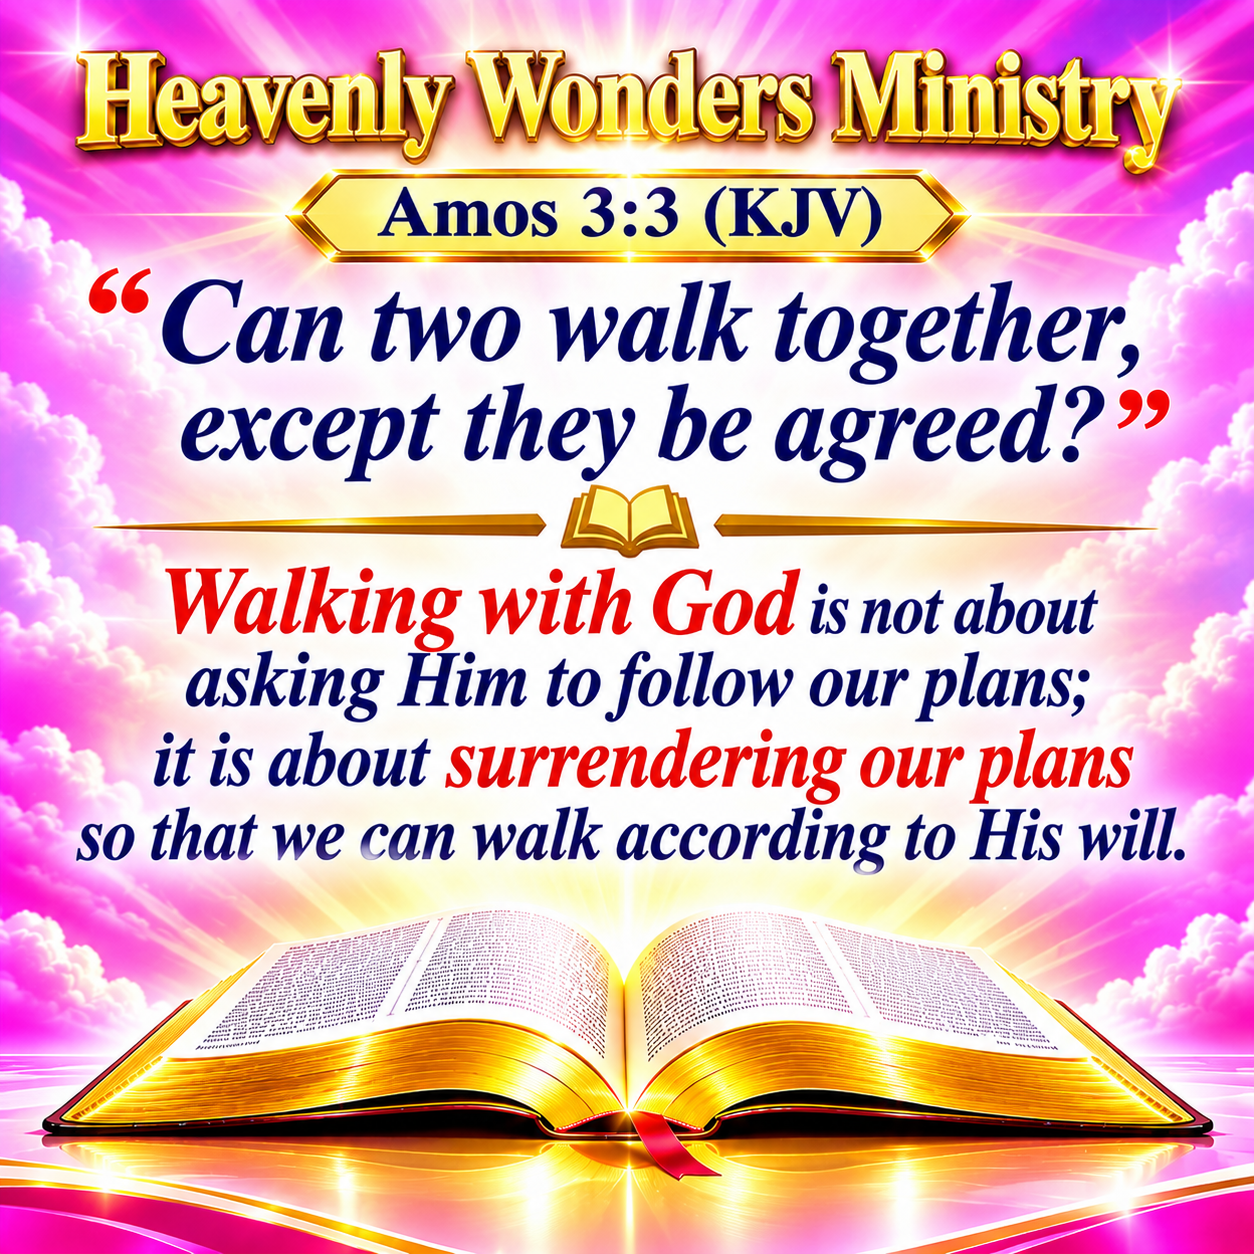 Heavenly Wonders Ministry
Amos 3:3 (KJV)
“Can two walk together,
except they be agreed?”
Walking with God is not about
asking Him to follow our plans;
it is about surrendering our plans
so that we can walk according to His will.